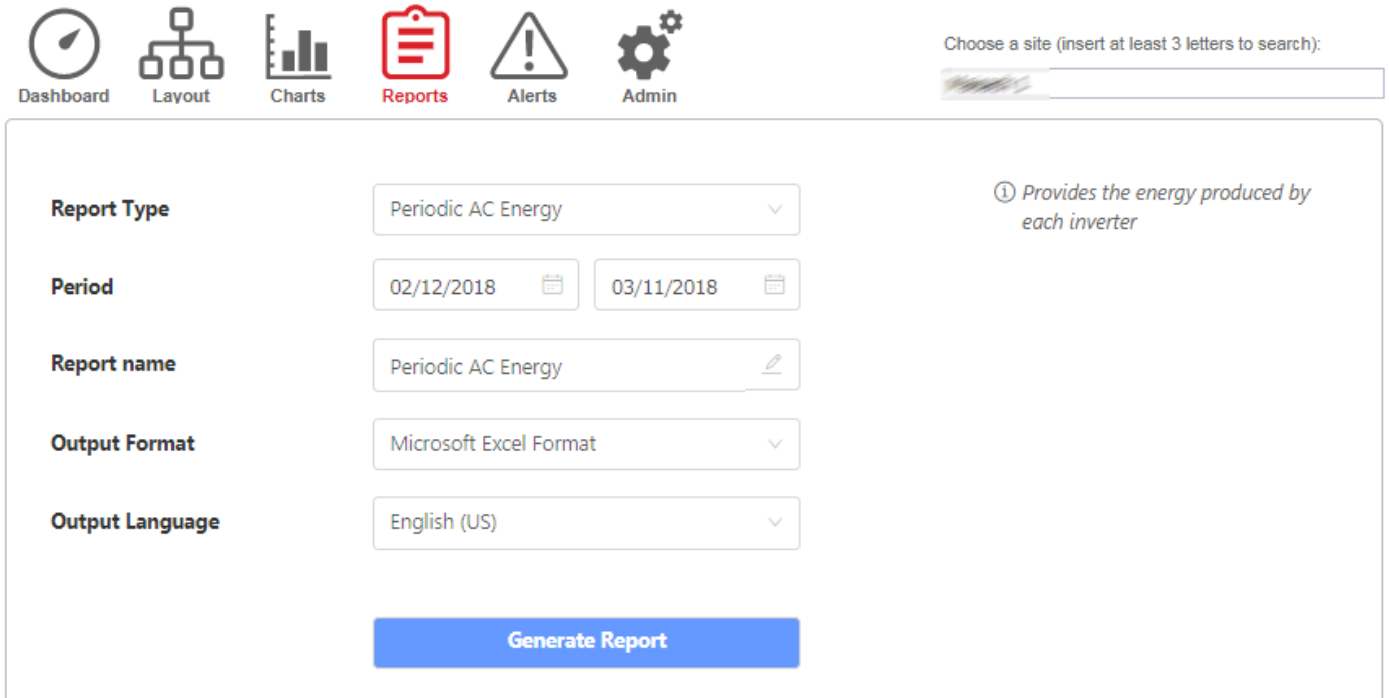 Dashboard Layout Charts Reports Alerts Admin
Choose a site (insert at least 3 letters to search):
Report Type Periodic AC Energy
Provides the energy produced by
each inverter
Period 02/12/2018 03/11/2018
Report name Periodic AC Energy
Output Format Microsoft Excel Format
Output Language English (US)
Generate Report